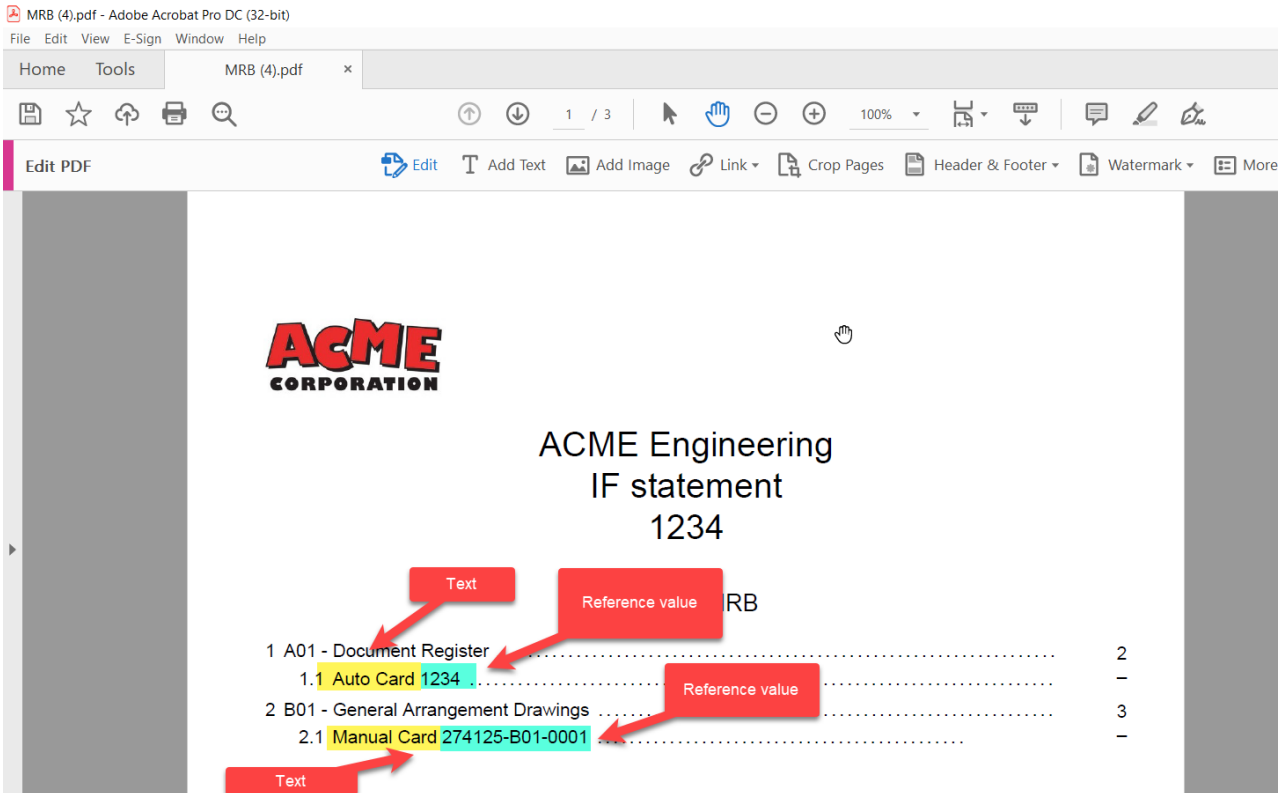 MRB (4).pdf - Adobe Acrobat Pro DC (32-bit)
File Edit View E-Sign Window Help
Home Tools MRB (4).pdf ×
1 / 3 100%
Edit PDF Edit Add Text Add Image Link Crop Pages Header & Footer Watermark More
ACME
CORPORATION
ACME Engineering
IF statement
1234
Text
Reference value
RB
1 A01 - Document Register ........................................ 2
1.1 Auto Card 1234 ........................................ –
Reference value
2 B01 - General Arrangement Drawings ........................................ 3
2.1 Manual Card 274125-B01-0001 ........................................ –
Text